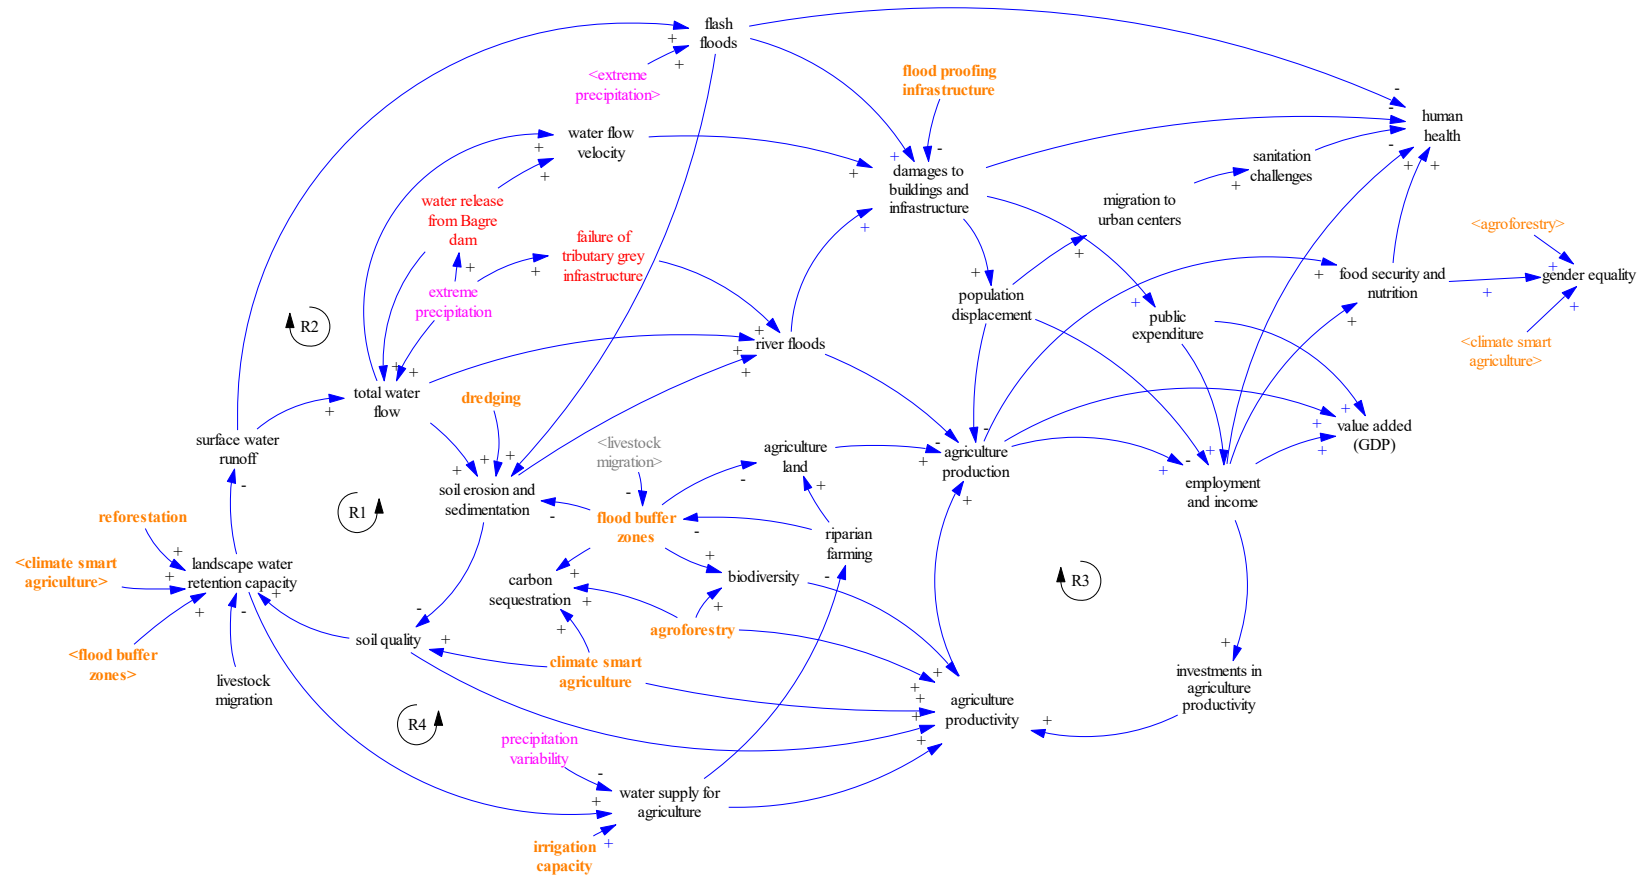 flash
floods
<extreme
precipitation>
flood proofing
infrastructure
human
health
water flow
velocity
sanitation
challenges
damages to
buildings and
infrastructure
migration to
urban centers
water release
from Bagre
dam
failure of
tributary grey
infrastructure
<agroforestry>
food security and
nutrition
gender equality
extreme
precipitation
population
displacement
public
expenditure
R2
river floods
<climate smart
agriculture>
total water
flow
dredging
value added
(GDP)
surface water
runoff
<livestock
migration>
agriculture
land
agriculture
production
employment
and income
soil erosion and
sedimentation
R1
reforestation
flood buffer
zones
riparian
farming
<climate smart
agriculture>
landscape water
retention capacity
carbon
sequestration
biodiversity
R3
soil quality
agroforestry
<flood buffer
zones>
livestock
migration
climate smart
agriculture
investments in
agriculture
productivity
agriculture
productivity
R4
precipitation
variability
water supply for
agriculture
irrigation
capacity